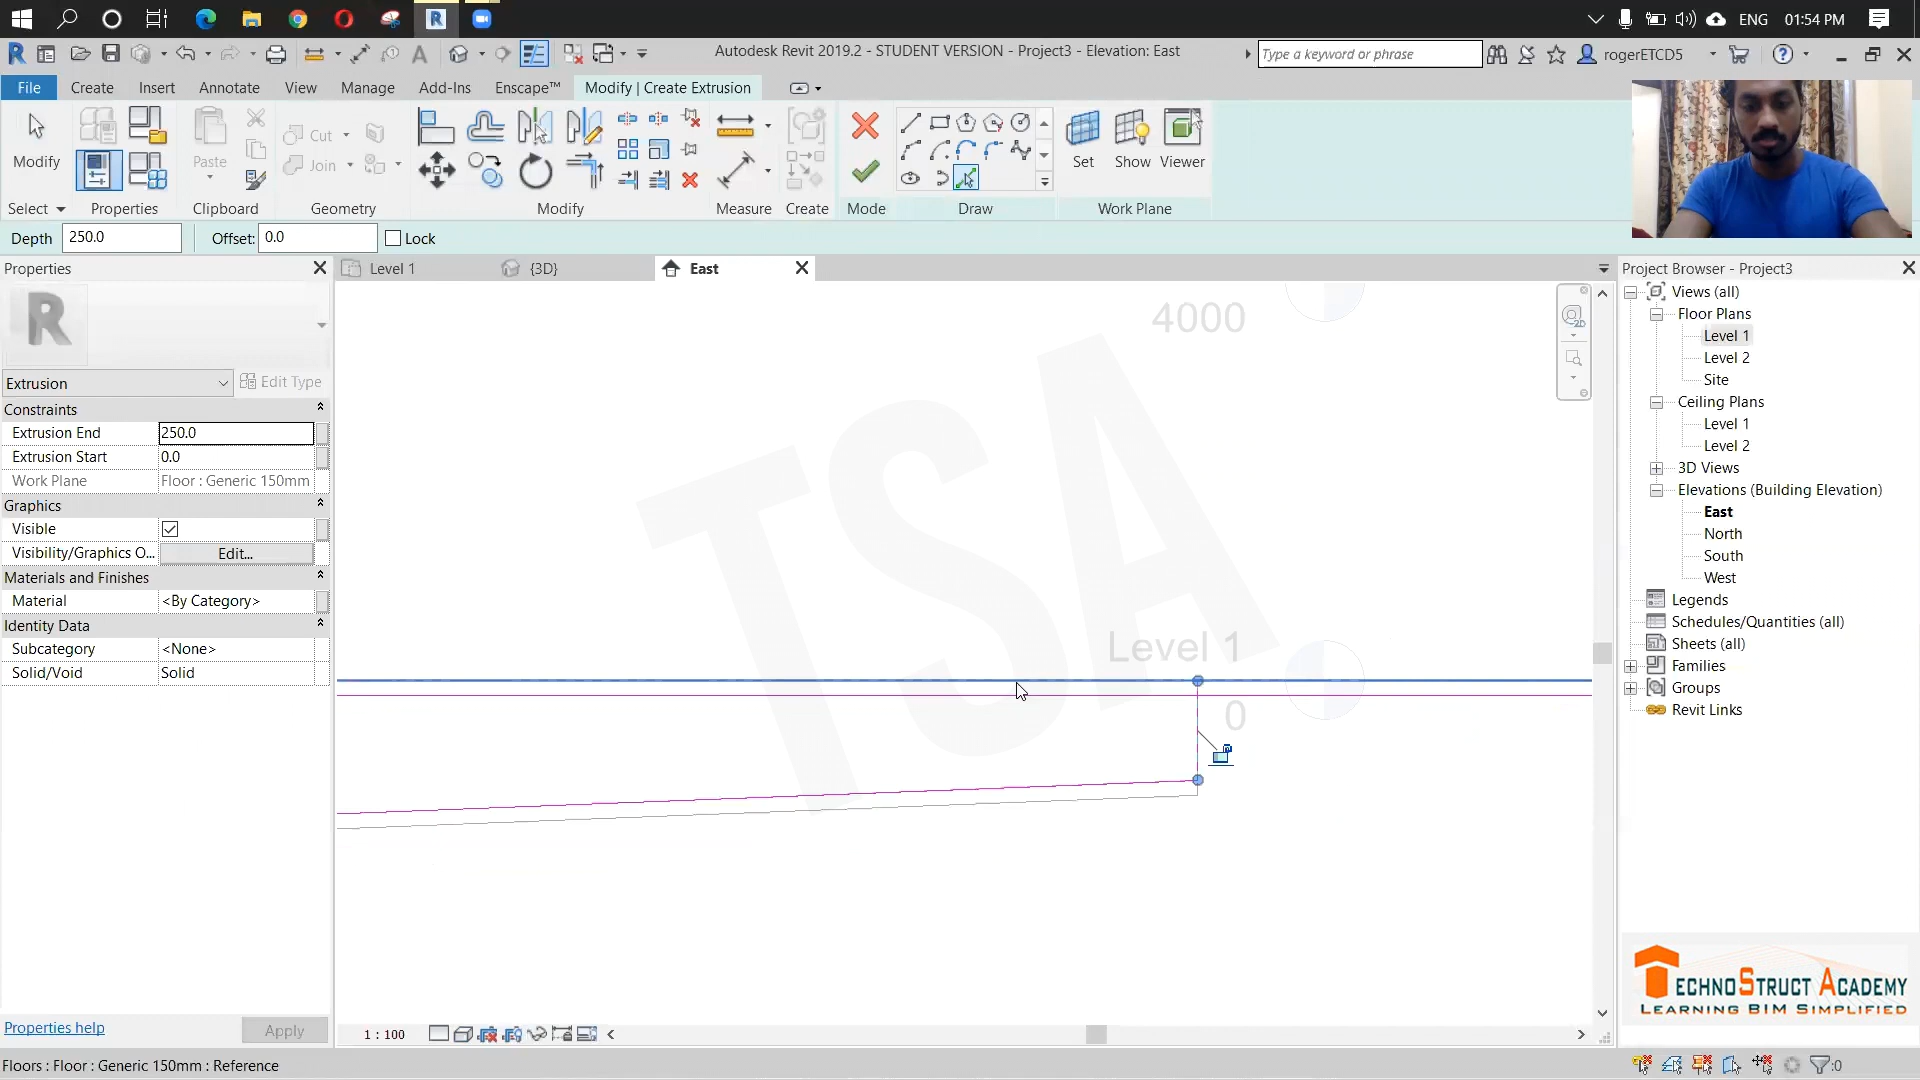 ENG 01:54 PM
Autodesk Revit 2019.2 - STUDENT VERSION - Project3 - Elevation: East
Type a keyword or phrase
rogerETCD5
File Create Insert Annotate View Manage Add-Ins Enscape™ Modify | Create Extrusion
Modify
Paste
Cut
Join
Set Show Viewer
Select Properties Clipboard Geometry Modify Measure Create Mode Draw Work Plane
Depth 250.0 Offset: 0.0 Lock
Properties
Level 1 {3D} East
Project Browser - Project3
Extrusion
Edit Type
Constraints
Extrusion End 250.0
Extrusion Start 0.0
Work Plane Floor : Generic 150mm
Graphics
Visible
Visibility/Graphics O... Edit...
Materials and Finishes
Material <By Category>
Identity Data
Subcategory <None>
Solid/Void Solid
Properties help
Apply
4000
TSA
Level 1
0
2D
Views (all)
Floor Plans
Level 1
Level 2
Site
Ceiling Plans
Level 1
Level 2
3D Views
Elevations (Building Elevation)
East
North
South
West
Legends
Schedules/Quantities (all)
Sheets (all)
Families
Groups
Revit Links
TECHNOSTRUCT ACADEMY
LEARNING BIM SIMPLIFIED
1 : 100
Floors : Floor : Generic 150mm : Reference
:0